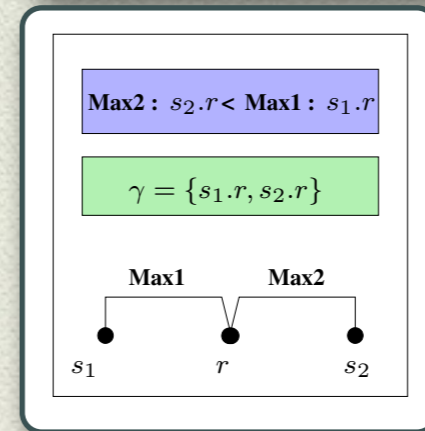 Max2 : s₂.r < Max1 : s₁.r
γ = {s₁.r, s₂.r}
Max1 Max2
s₁ r s₂